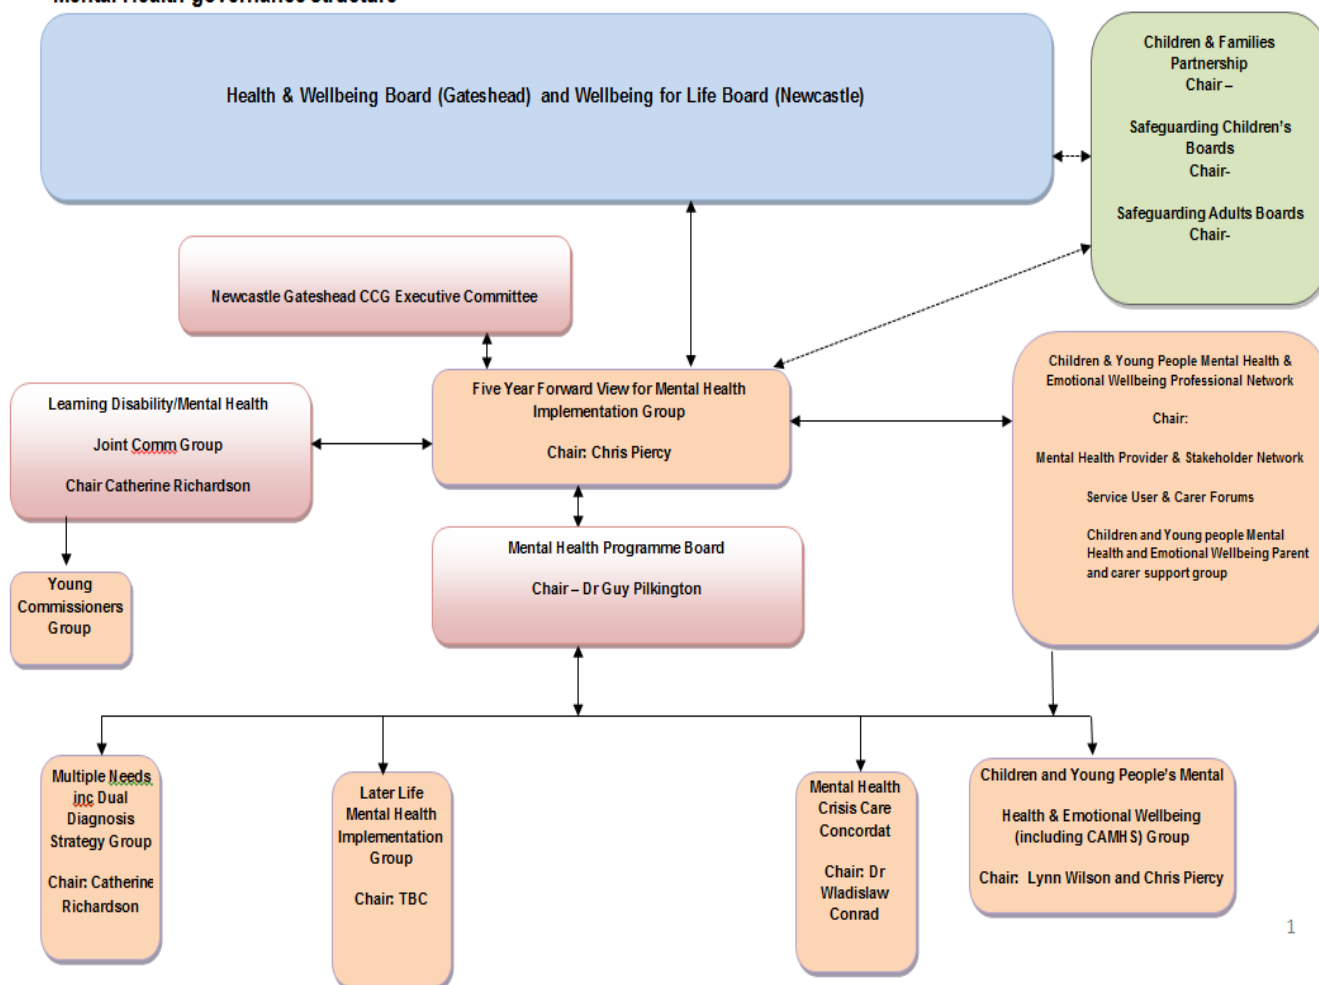 Mental Health governance structure
Health & Wellbeing Board (Gateshead) and Wellbeing for Life Board (Newcastle)
Children & Families
Partnership
Chair –
Safeguarding Children's
Boards
Chair-
Safeguarding Adults Boards
Chair-
Newcastle Gateshead CCG Executive Committee
Five Year Forward View for Mental Health
Implementation Group
Chair: Chris Piercy
Learning Disability/Mental Health
Joint Comm Group
Chair Catherine Richardson
Children & Young People Mental Health &
Emotional Wellbeing Professional Network
Chair:
Mental Health Provider & Stakeholder Network
Service User & Carer Forums
Children and Young people Mental
Health and Emotional Wellbeing Parent
and carer support group
Mental Health Programme Board
Chair – Dr Guy Pilkington
Young
Commissioners
Group
Multiple Needs
inc Dual
Diagnosis
Strategy Group
Chair: Catherine
Richardson
Later Life
Mental Health
Implementation
Group
Chair: TBC
Mental Health
Crisis Care
Concordat
Chair: Dr
Wladislaw
Conrad
Children and Young People's Mental
Health & Emotional Wellbeing
(including CAMHS) Group
Chair: Lynn Wilson and Chris Piercy
1